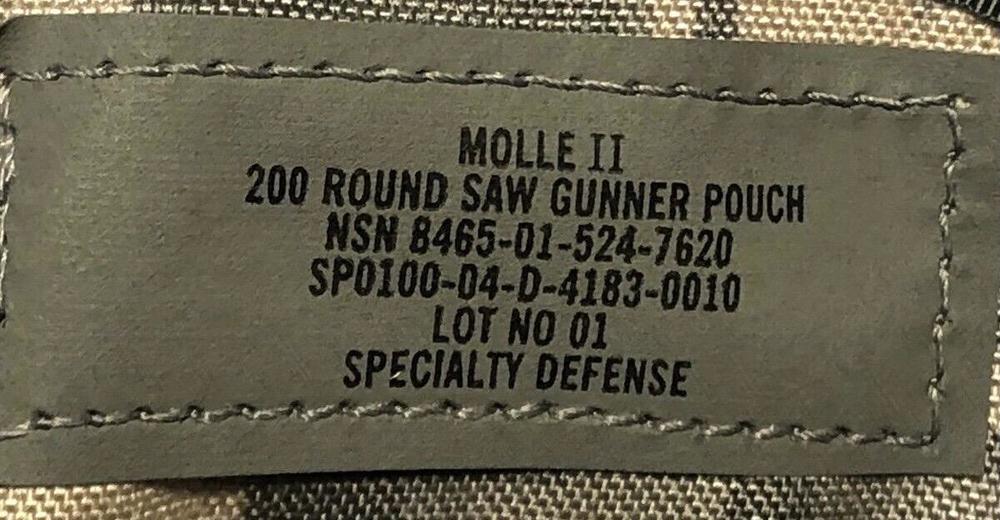 MOLLE II
200 ROUND SAW GUNNER POUCH
NSN 8465-01-524-7620
SP0100-04-D-4183-0010
LOT NO 01
SPECIALTY DEFENSE